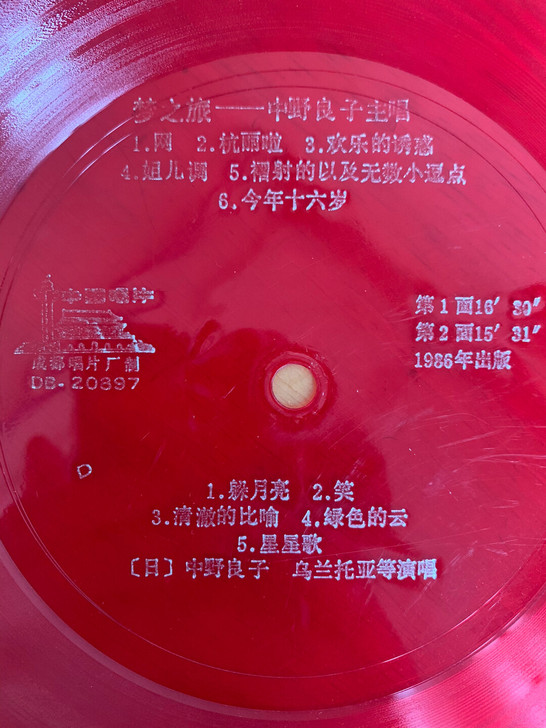 梦之旅——中野良子主唱
1.网 2.杭丽啦 3.欢乐的诱惑
4.妞儿调 5.褶射的以及无数小逗点
6.今年十六岁
中国唱片
成都唱片厂制
DB-20397
第1面16′ 30″
第2面15′ 31″
1986年出版
D
1.躲月亮 2.笑
3.清澈的比喻 4.绿色的云
5.星星歌
〔日〕中野良子 乌兰托亚等演唱